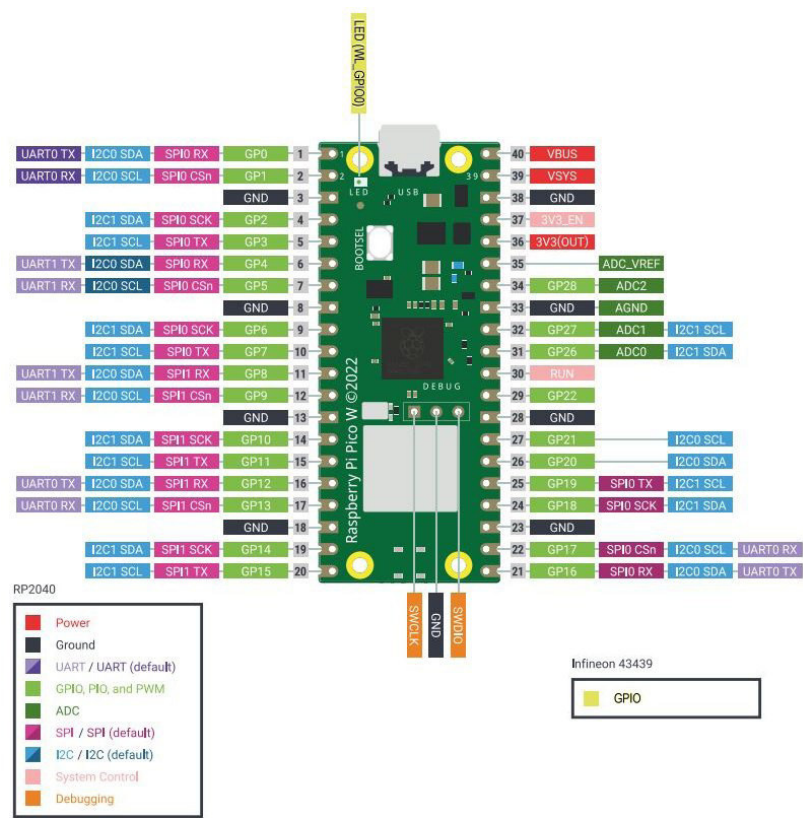 LED (WL_GPIO0)
UART0 TX I2C0 SDA SPI0 RX GP0 1 1 40 VBUS
UART0 RX I2C0 SCL SPI0 CSn GP1 2 2 39 39 VSYS
LED USB
GND 3 38 GND
I2C1 SDA SPI0 SCK GP2 4 37 3V3_EN
I2C1 SCL SPI0 TX GP3 5 36 3V3(OUT)
BOOTSEL
UART1 TX I2C0 SDA SPI0 RX GP4 6 35 ADC_VREF
UART1 RX I2C0 SCL SPI0 CSn GP5 7 34 GP28 ADC2
GND 8 33 GND AGND
I2C1 SDA SPI0 SCK GP6 9 32 GP27 ADC1 I2C1 SCL
I2C1 SCL SPI0 TX GP7 10 31 GP26 ADC0 I2C1 SDA
UART1 TX I2C0 SDA SPI1 RX GP8 11 30 RUN
DEBUG
UART1 RX I2C0 SCL SPI1 CSn GP9 12 29 GP22
GND 13 28 GND
I2C1 SDA SPI1 SCK GP10 14 27 GP21 I2C0 SCL
I2C1 SCL SPI1 TX GP11 15 26 GP20 I2C0 SDA
Raspberry Pi Pico W ©2022
UART0 TX I2C0 SDA SPI1 RX GP12 16 25 GP19 SPI0 TX I2C1 SCL
UART0 RX I2C0 SCL SPI1 CSn GP13 17 24 GP18 SPI0 SCK I2C1 SDA
GND 18 23 GND
I2C1 SDA SPI1 SCK GP14 19 22 GP17 SPI0 CSn I2C0 SCL UART0 RX
I2C1 SCL SPI1 TX GP15 20 21 GP16 SPI0 RX I2C0 SDA UART0 TX
SWCLK
GND
SWDIO
RP2040
Power
Ground
UART / UART (default)
GPIO, PIO, and PWM
ADC
SPI / SPI (default)
I2C / I2C (default)
System Control
Debugging
Infineon 43439
GPIO